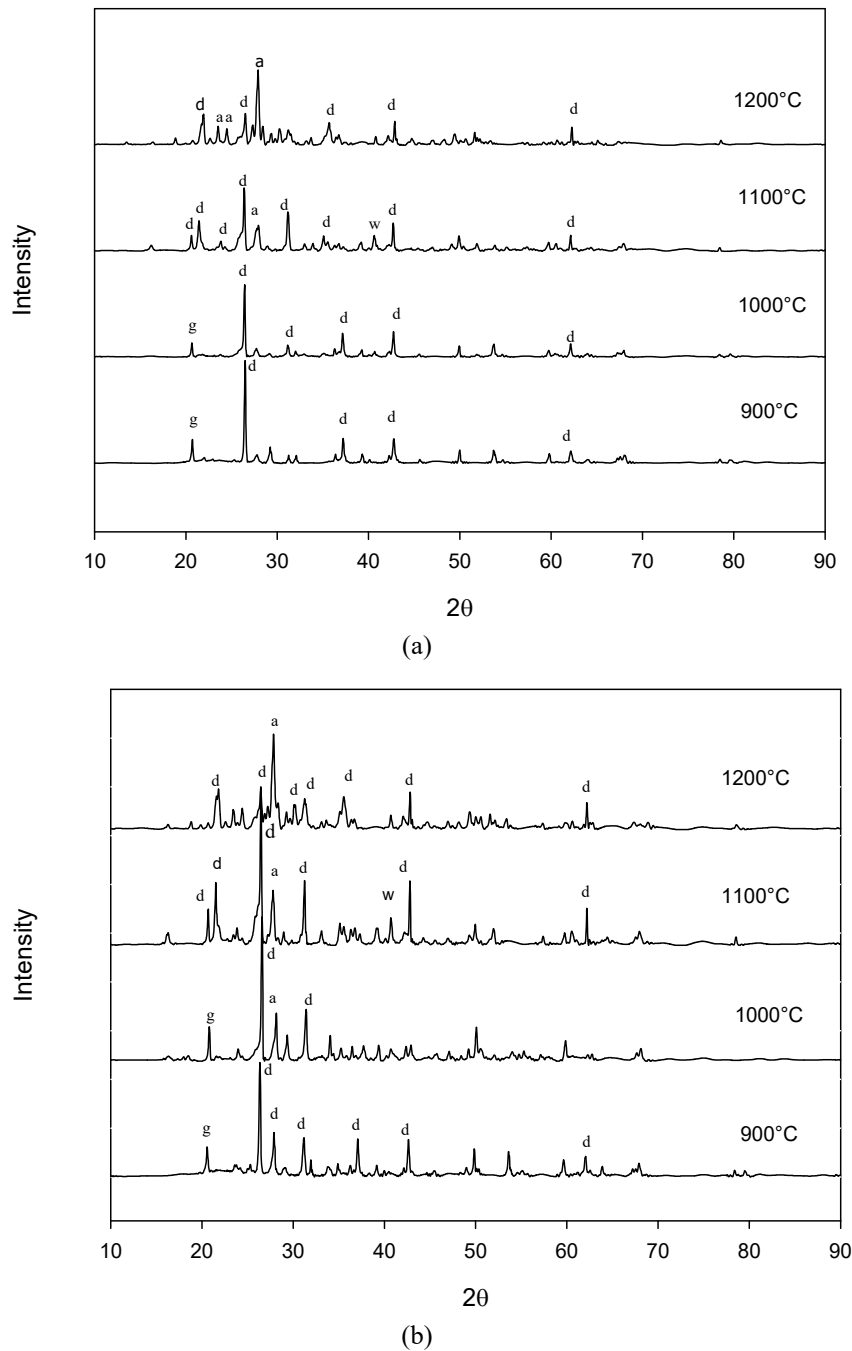 a
d a a d d d d
1200°C
d d d d a d d w d d
1100°C
g d d d d d
1000°C
g d d d d
900°C
Intensity
10 20 30 40 50 60 70 80 90
2θ
(a)
a
d d d d d d d
1200°C
d d d a d w d d
1100°C
g d a d
1000°C
g d d d d d d
900°C
Intensity
10 20 30 40 50 60 70 80 90
2θ
(b)